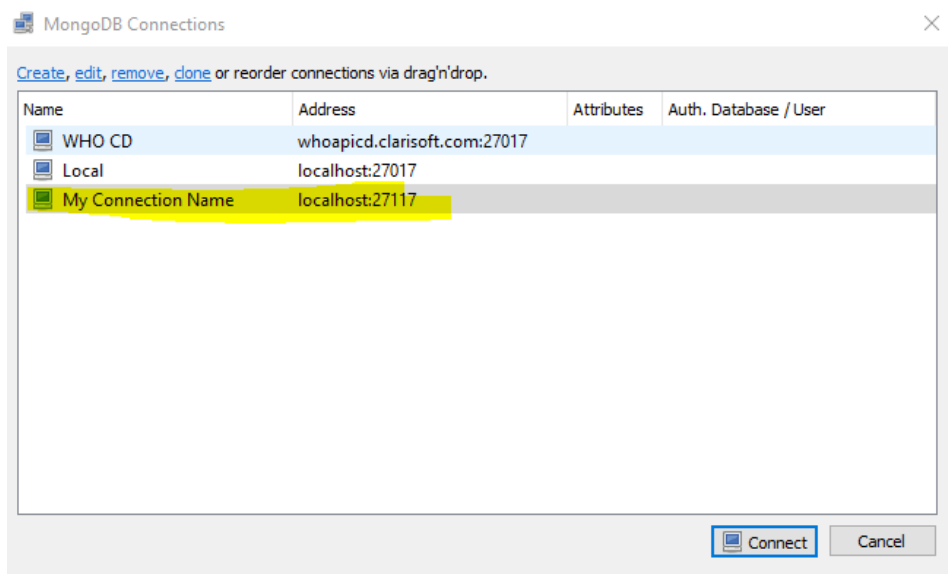 MongoDB Connections
Create, edit, remove, clone or reorder connections via drag'n'drop.
Name Address Attributes Auth. Database / User
WHO CD whoapicd.clarisoft.com:27017
Local localhost:27017
My Connection Name localhost:27117
Connect Cancel